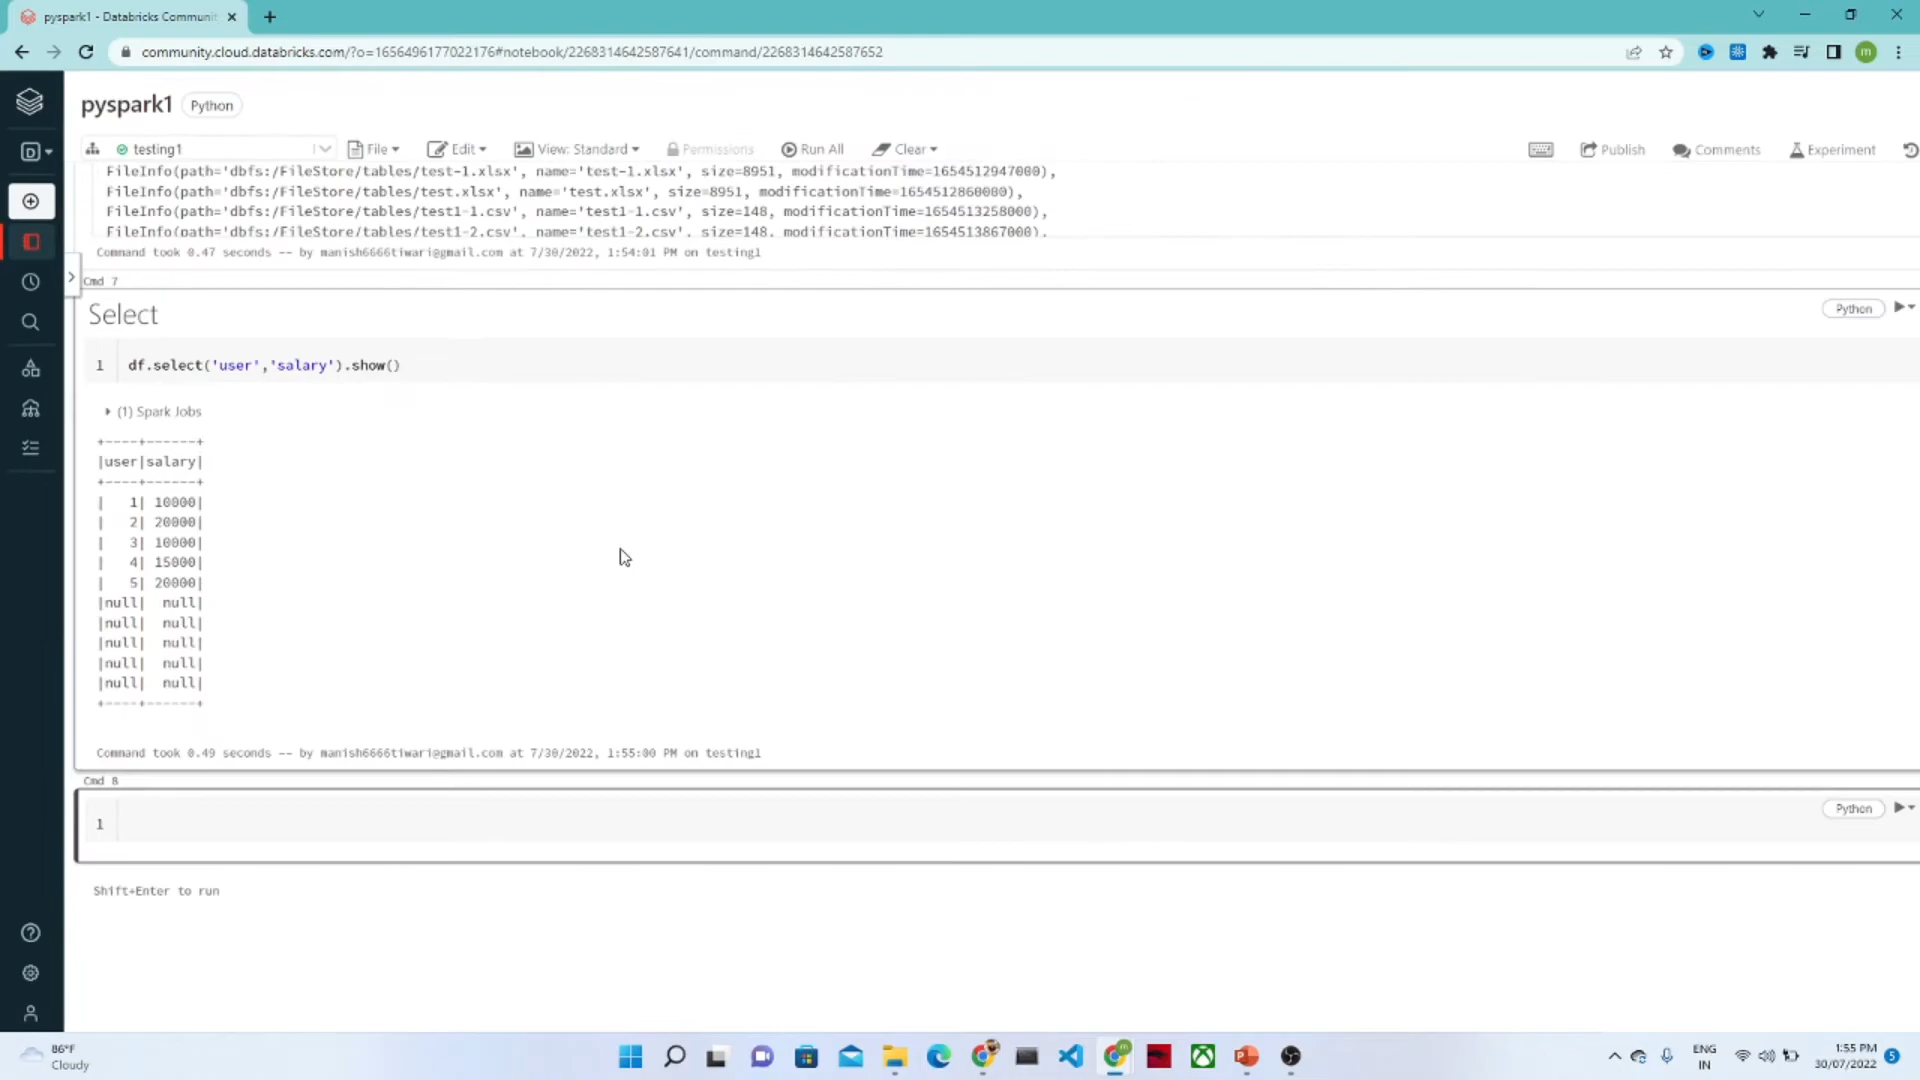 pyspark1 - Databricks Communit
community.cloud.databricks.com/?o=1656496177022176#notebook/2268314642587641/command/2268314642587652
m
pyspark1 Python
testing1 File Edit View: Standard Permissions Run All Clear Publish Comments Experiment
FileInfo(path='dbfs:/FileStore/tables/test-1.xlsx', name='test-1.xlsx', size=8951, modificationTime=1654512947000),
FileInfo(path='dbfs:/FileStore/tables/test.xlsx', name='test.xlsx', size=8951, modificationTime=1654512860000),
FileInfo(path='dbfs:/FileStore/tables/test1-1.csv', name='test1-1.csv', size=148, modificationTime=1654513258000),
FileInfo(path='dbfs:/FileStore/tables/test1-2.csv', name='test1-2.csv', size=148, modificationTime=1654513867000),
Command took 0.47 seconds -- by manish6666tiwari@gmail.com at 7/30/2022, 1:54:01 PM on testing1
Cmd 7
Select
Python
1 df.select('user','salary').show()
(1) Spark Jobs
+----+------+
|user|salary|
+----+------+
|   1| 10000|
|   2| 20000|
|   3| 10000|
|   4| 15000|
|   5| 20000|
|null|  null|
|null|  null|
|null|  null|
|null|  null|
|null|  null|
+----+------+
Command took 0.49 seconds -- by manish6666tiwari@gmail.com at 7/30/2022, 1:55:00 PM on testing1
Cmd 8
Python
1
Shift+Enter to run
86°F
Cloudy
ENG
IN
1:55 PM
30/07/2022
5